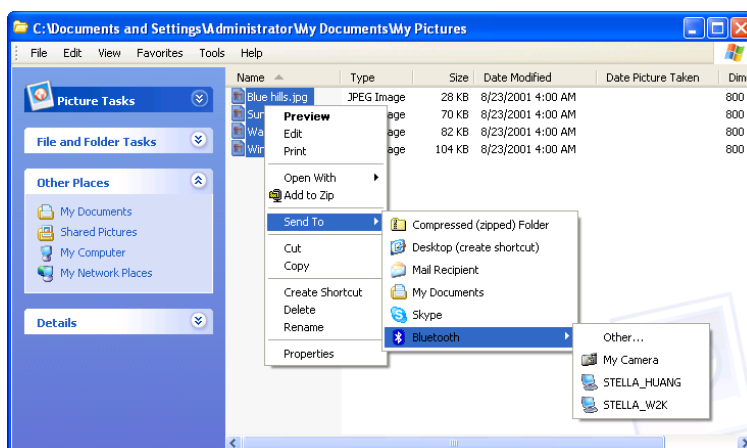 C:\Documents and Settings\Administrator\My Documents\My Pictures
File Edit View Favorites Tools Help
Name Type Size Date Modified Date Picture Taken Dim
Picture Tasks
File and Folder Tasks
Other Places
My Documents
Shared Pictures
My Computer
My Network Places
Details
Blue hills.jpg JPEG Image 28 KB 8/23/2001 4:00 AM 800
Sun age 70 KB 8/23/2001 4:00 AM 800
Wa age 82 KB 8/23/2001 4:00 AM 800
Win age 104 KB 8/23/2001 4:00 AM 800
Preview
Edit
Print
Open With
Add to Zip
Send To
Cut
Copy
Create Shortcut
Delete
Rename
Properties
Compressed (zipped) Folder
Desktop (create shortcut)
Mail Recipient
My Documents
Skype
Bluetooth
Other...
My Camera
STELLA_HUANG
STELLA_W2K